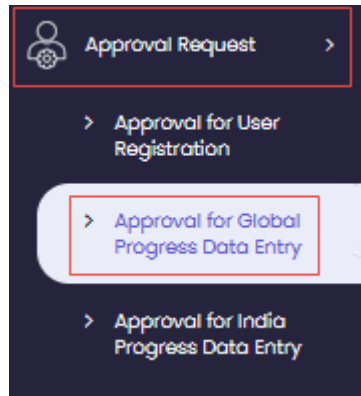 Approval Request >
> Approval for User
Registration
> Approval for Global
Progress Data Entry
> Approval for India
Progress Data Entry